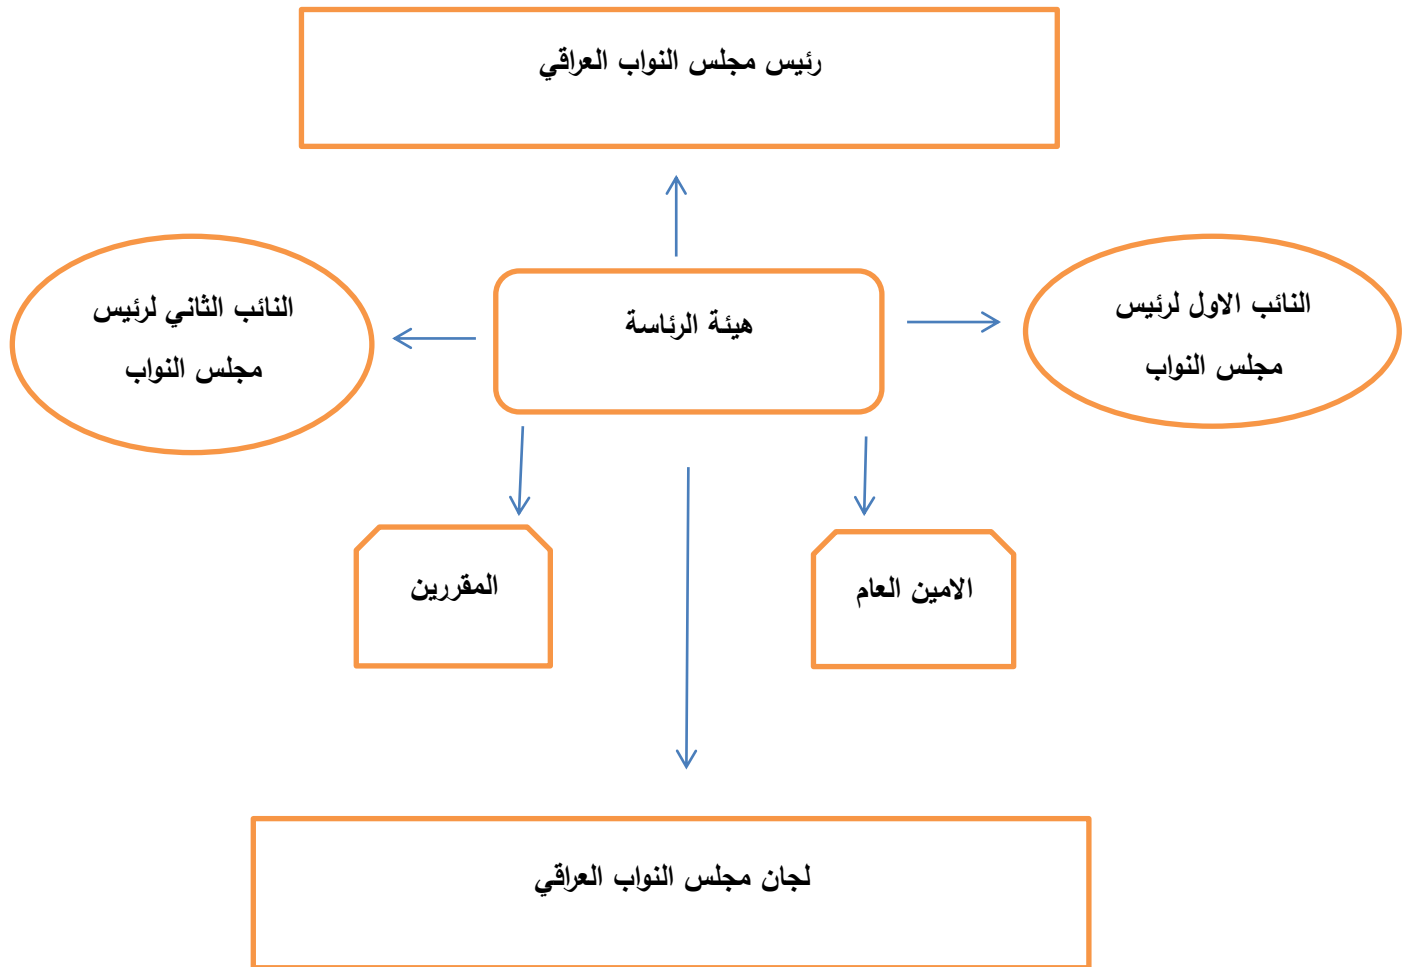 رئيس مجلس النواب العراقي
النائب الاول لرئيس
مجلس النواب
هيئة الرئاسة
النائب الثاني لرئيس
مجلس النواب
الامين العام
المقررين
لجان مجلس النواب العراقي